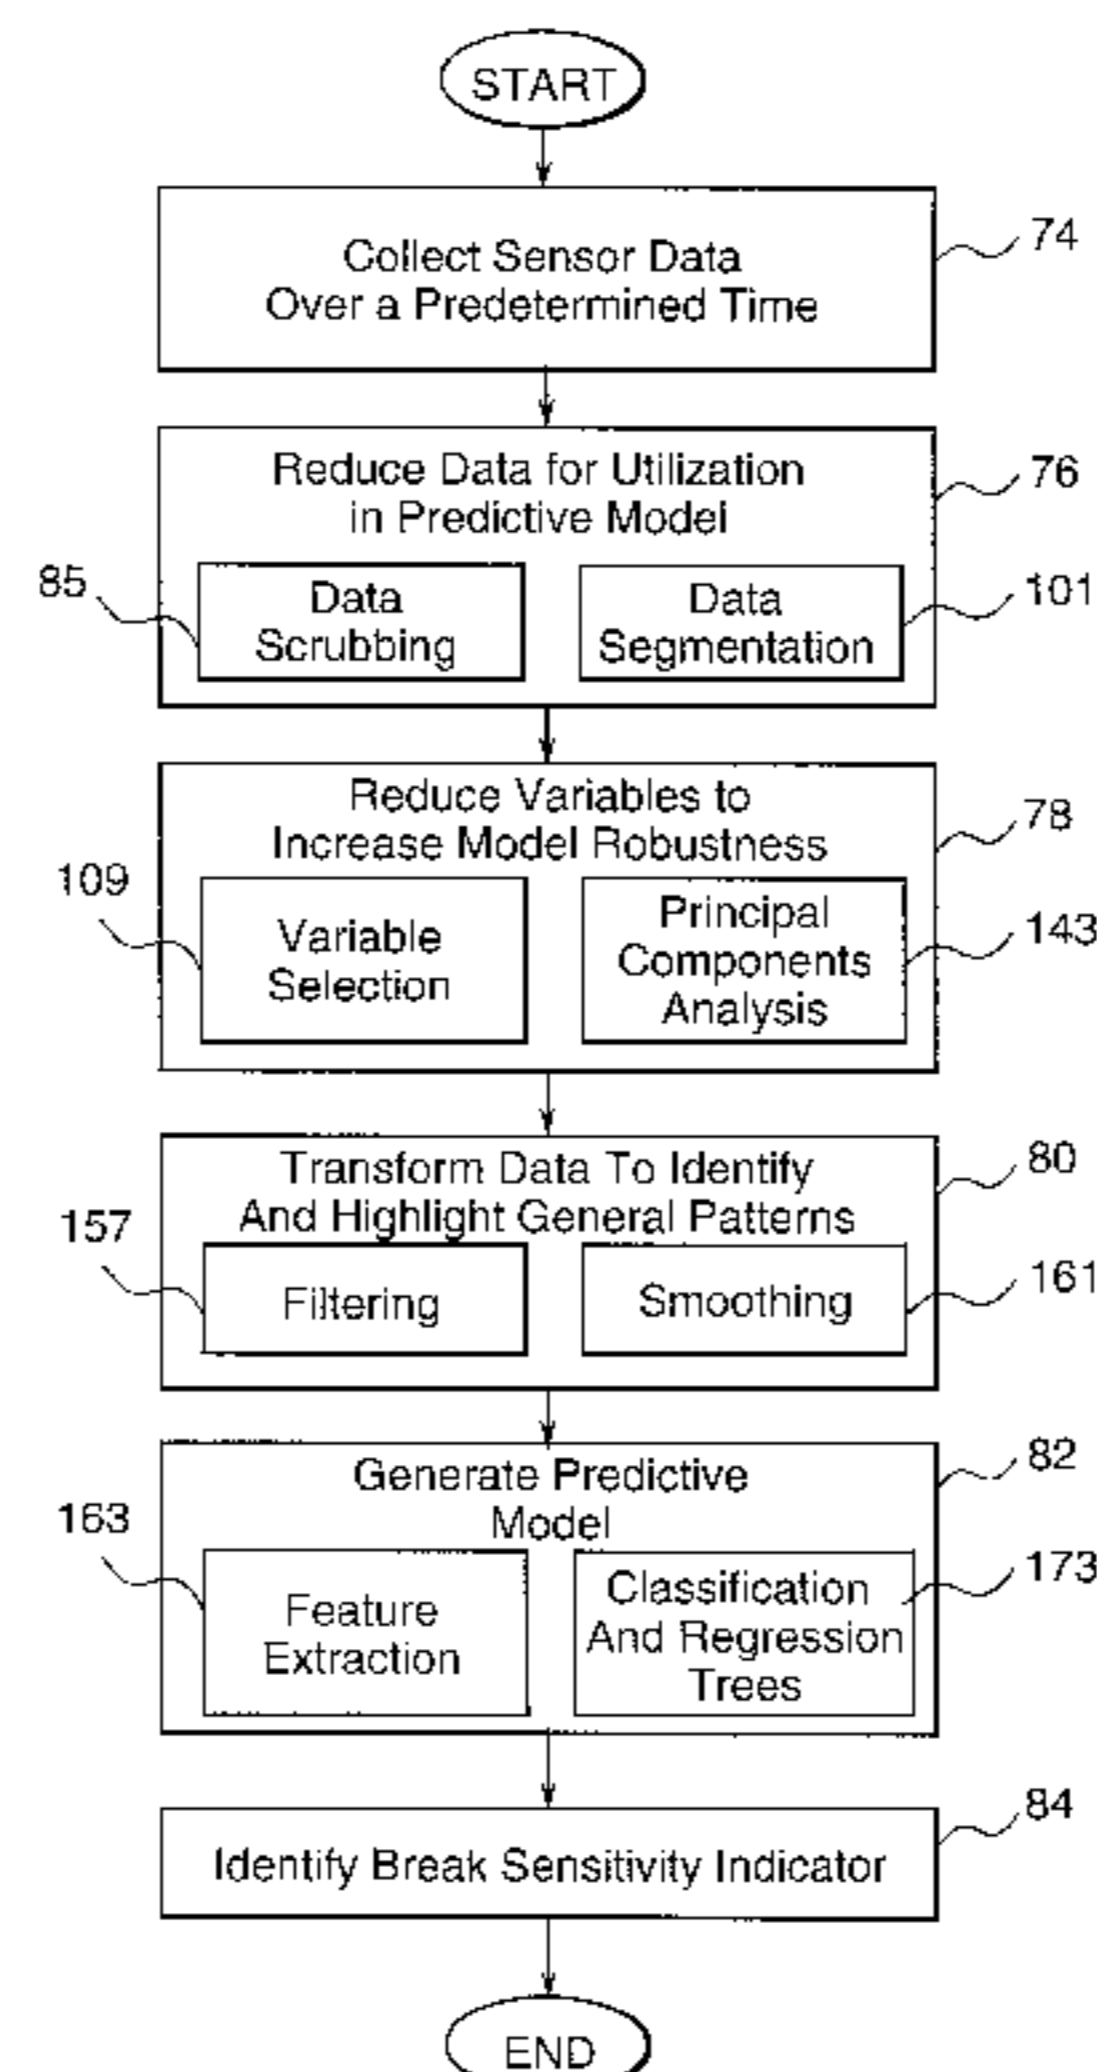 START
Collect Sensor Data
Over a Predetermined Time
74
Reduce Data for Utilization
in Predictive Model
76
85
Data
Scrubbing
Data
Segmentation
101
Reduce Variables to
Increase Model Robustness
78
109
Variable
Selection
Principal
Components
Analysis
143
Transform Data To Identify
And Highlight General Patterns
80
157
Filtering
Smoothing
161
Generate Predictive
Model
82
163
Feature
Extraction
Classification
And Regression
Trees
173
Identify Break Sensitivity Indicator
84
END